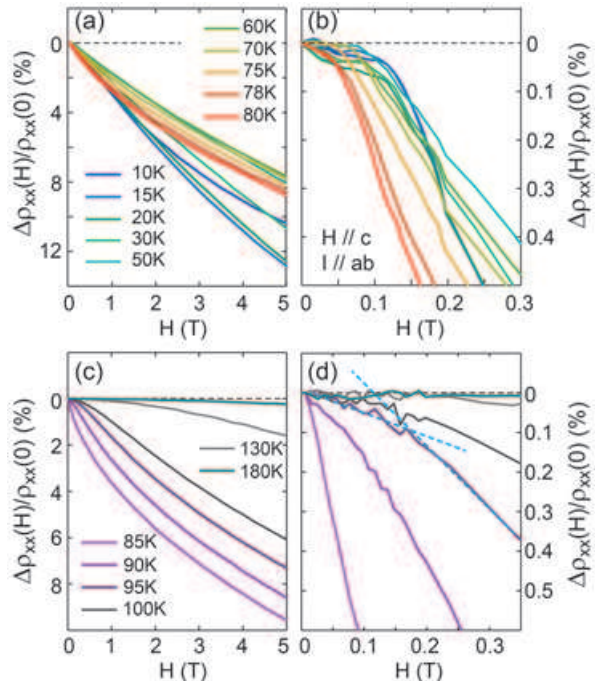 (a)
(b)
0
4
8
12
Δρxx(H)/ρxx(0) (%)
60K
70K
75K
78K
80K
10K
15K
20K
30K
50K
0 1 2 3 4 5
H (T)
H // c
I // ab
0
0.1
0.2
0.3
0.4
Δρxx(H)/ρxx(0) (%)
0 0.1 0.2 0.3
H (T)
(c)
(d)
0
2
4
6
8
Δρxx(H)/ρxx(0) (%)
130K
180K
85K
90K
95K
100K
0 1 2 3 4 5
H (T)
0
0.1
0.2
0.3
0.4
0.5
Δρxx(H)/ρxx(0) (%)
0 0.1 0.2 0.3
H (T)